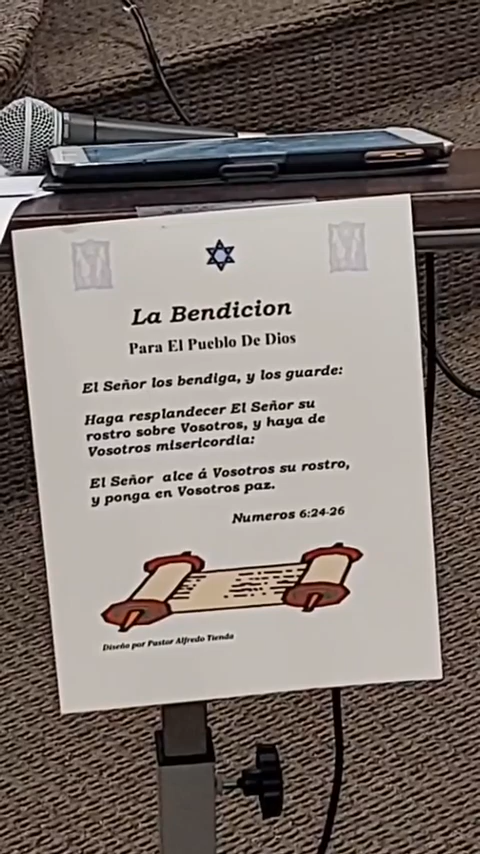 La Bendicion
Para El Pueblo De Dios
El Señor los bendiga, y los guarde:
Haga resplandecer El Señor su
rostro sobre Vosotros, y haya de
Vosotros misericordia:
El Señor alce á Vosotros su rostro,
y ponga en Vosotros paz.
Numeros 6:24-26
Diseño por Pastor Alfredo Tienda